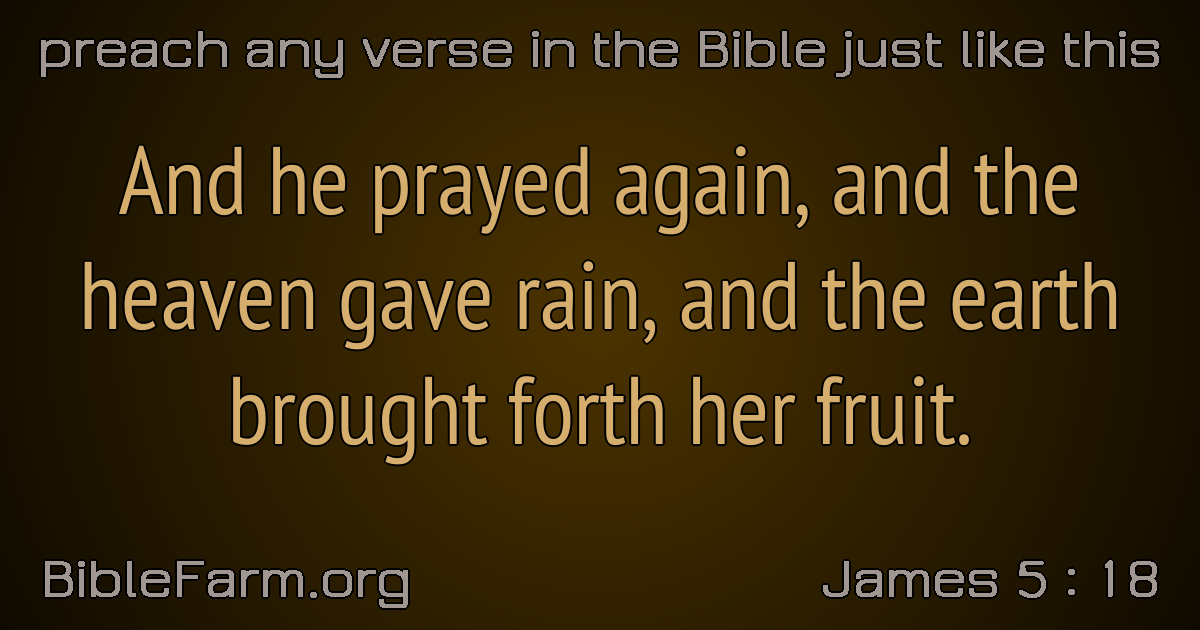 preach any verse in the Bible just like this
And he prayed again, and the
heaven gave rain, and the earth
brought forth her fruit.
BibleFarm.org
James 5 : 18